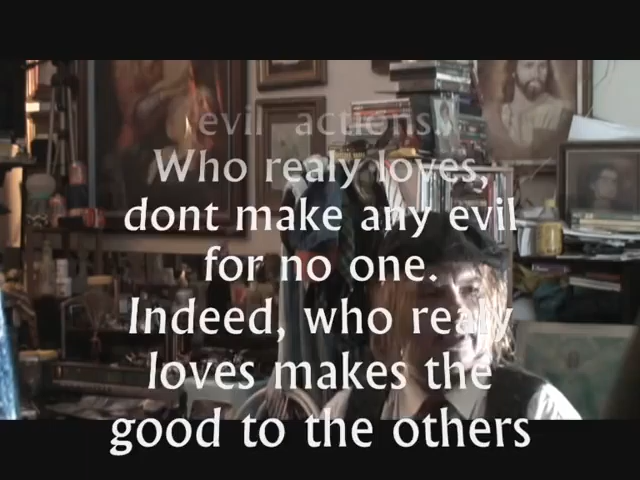 evil actions..
Who realy loves,
dont make any evil
for no one.
Indeed, who realy
loves makes the
good to the others